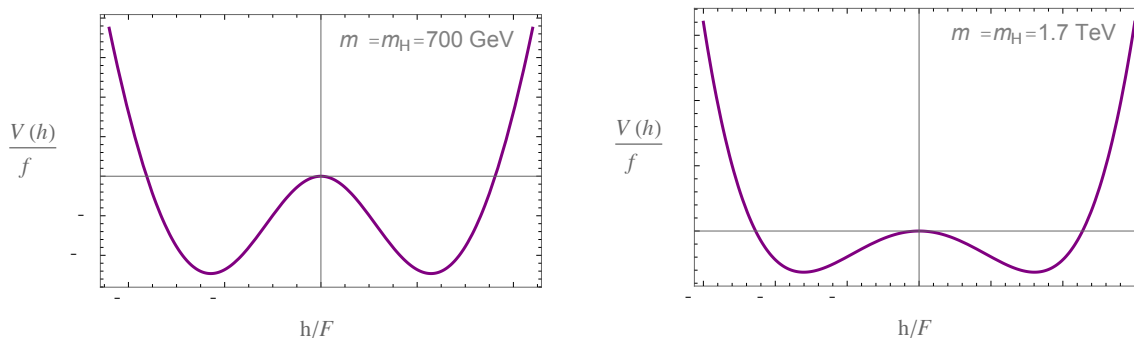 m =mH=700 GeV
V(h)
f
-
-
- -
h/F
m =mH=1.7 TeV
V(h)
f
- - -
h/F